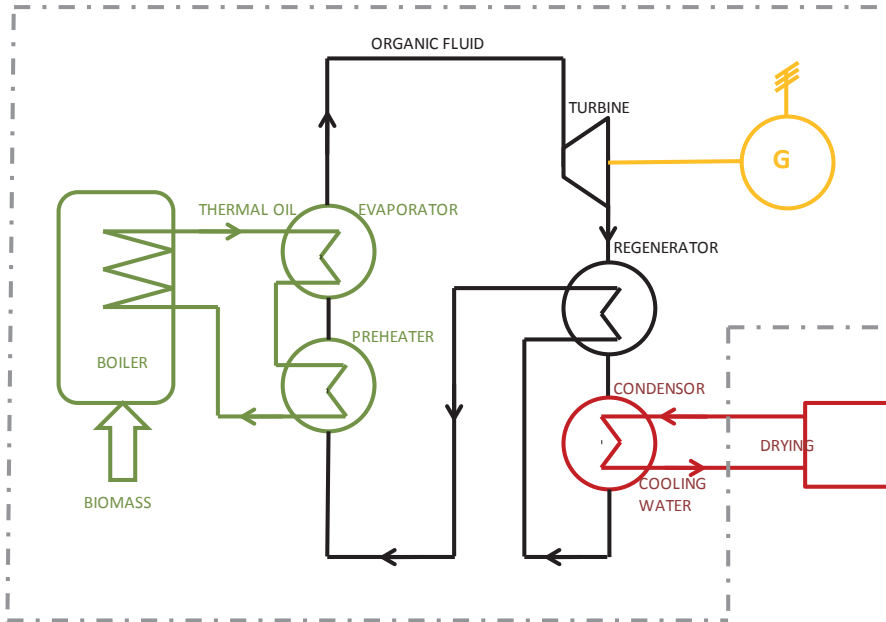 ORGANIC FLUID
TURBINE
G
THERMAL OIL
EVAPORATOR
REGENERATOR
PREHEATER
BOILER
CONDENSOR
DRYING
COOLING
WATER
BIOMASS